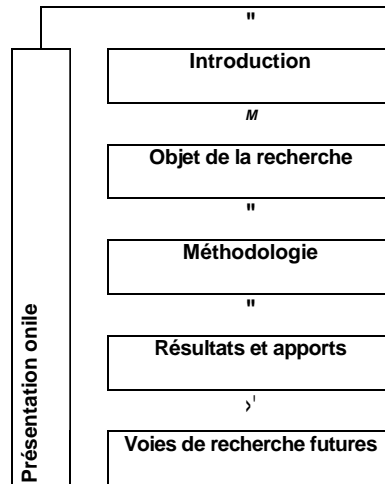 "
Introduction
M
Objet de la recherche
"
Méthodologie
"
Résultats et apports
>'
Voies de recherche futures
Présentation onile